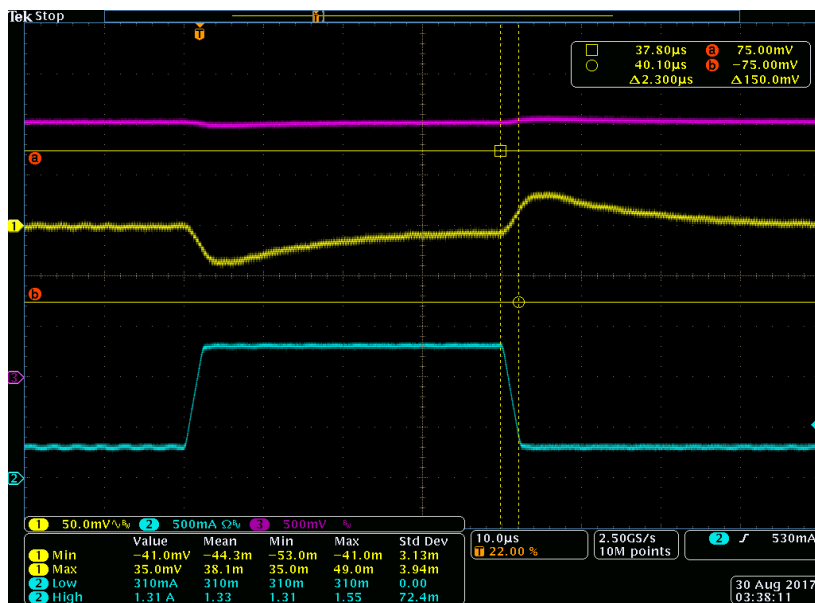 Tek Stop
T
T
37.80μs a 75.00mV
40.10μs b −75.00mV
Δ2.300μs Δ150.0mV
a
1
b
3
2
1 50.0mV 2 500mA Ω 3 500mV
Value Mean Min Max Std Dev
1 Min −41.0mV −44.3m −53.0m −41.0m 3.13m
1 Max 35.0mV 38.1m 35.0m 49.0m 3.94m
2 Low 310mA 310m 310m 310m 0.00
2 High 1.31 A 1.33 1.31 1.55 72.4m
10.0μs
T 22.00 %
2.50GS/s
10M points
2 530mA
30 Aug 2017
03:38:11